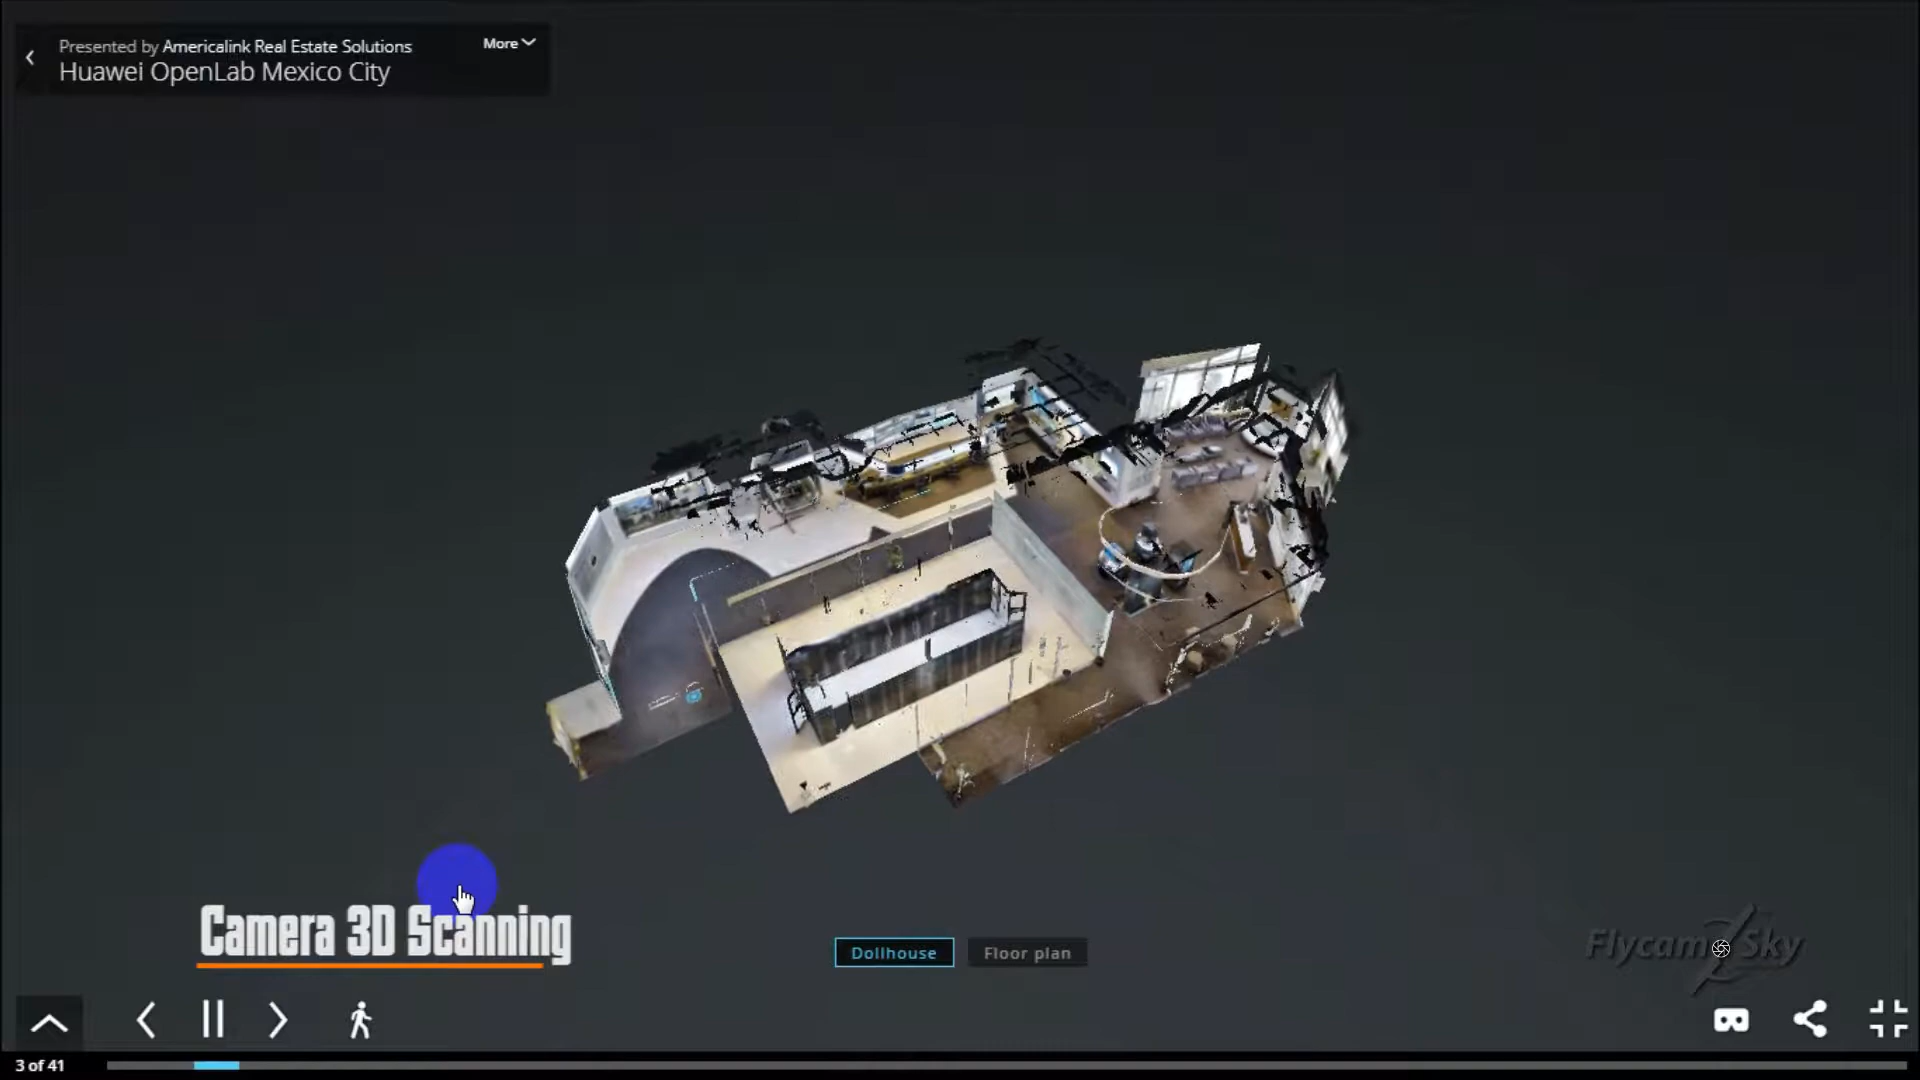 Presented by Americalink Real Estate Solutions
More
Huawei OpenLab Mexico City
Camera 3D Scanning
Dollhouse
Floor plan
Flycam Sky
3 of 41